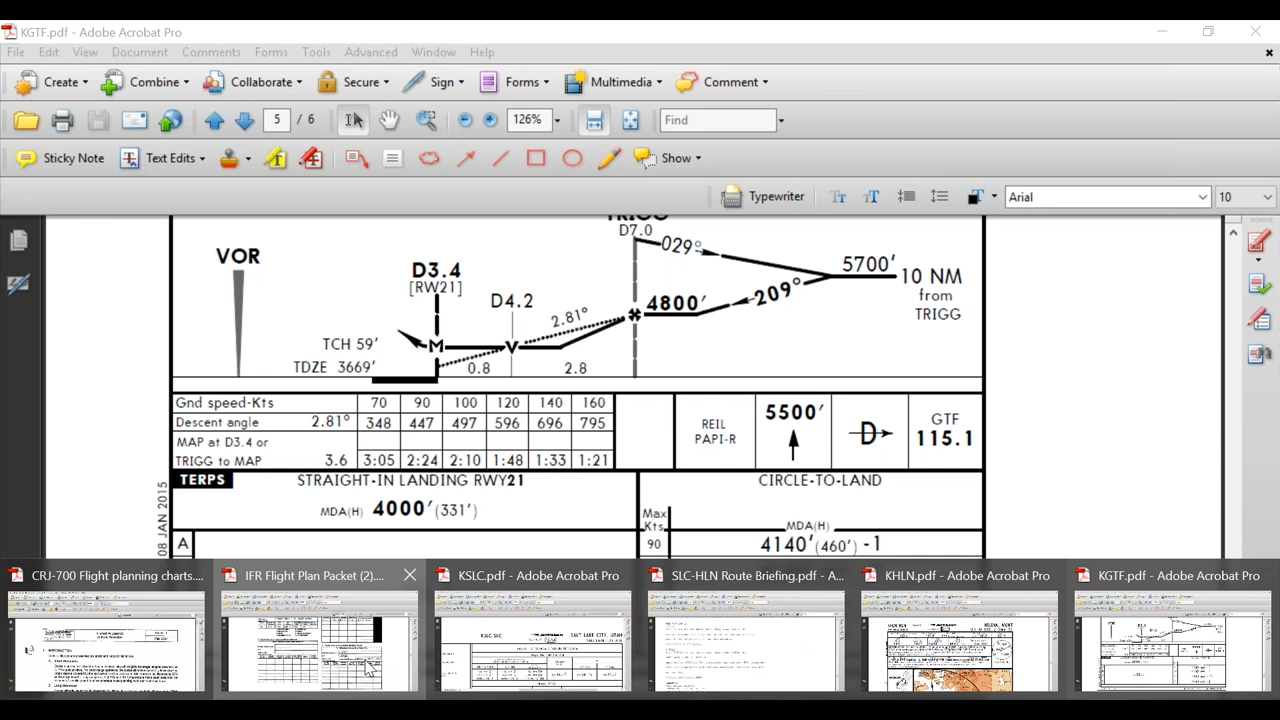 KGTF.pdf - Adobe Acrobat Pro
File Edit View Document Comments Forms Tools Advanced Window Help
Create Combine Collaborate Secure Sign Forms Multimedia Comment
5 / 6 126% Find
Sticky Note Text Edits Show
Typewriter Arial 10
D7.0
VOR
029°
5700'
10 NM
from
TRIGG
D3.4
[RW21]
D4.2
2.81°
4800'
209°
M
V
TCH 59'
TDZE 3669'
0.8
2.8
Gnd speed-Kts 70 90 100 120 140 160
Descent angle 2.81° 348 447 497 596 696 795
MAP at D3.4 or
TRIGG to MAP 3.6 3:05 2:24 2:10 1:48 1:33 1:21
REIL
PAPI-R
5500'
D
GTF
115.1
TERPS STRAIGHT-IN LANDING RWY21 CIRCLE-TO-LAND
MDA(H) 4000' (331')
Max
Kts
MDA(H)
A 90 4140' (460') -1
08 JAN 2015
CRJ-700 Flight planning charts....
IFR Flight Plan Packet (2)....
KSLC.pdf - Adobe Acrobat Pro
SLC-HLN Route Briefing.pdf - A...
KHLN.pdf - Adobe Acrobat Pro
KGTF.pdf - Adobe Acrobat Pro